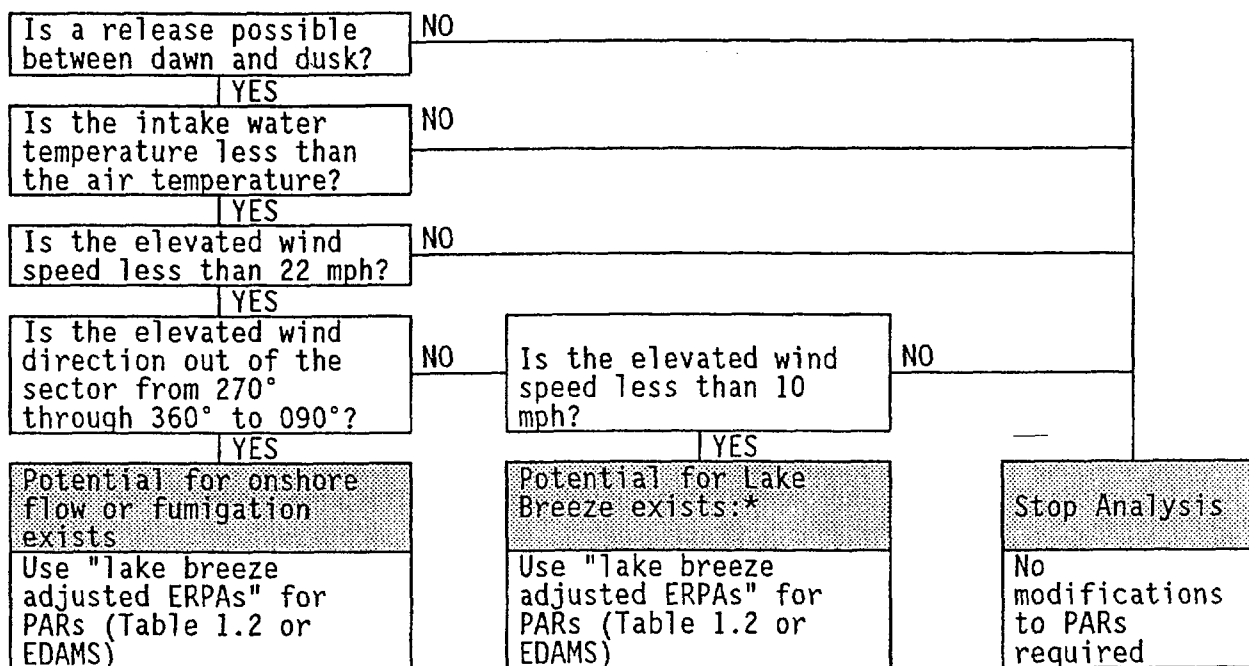 Is a release possible
between dawn and dusk?
NO
YES
Is the intake water
temperature less than
the air temperature?
NO
YES
Is the elevated wind
speed less than 22 mph?
NO
YES
Is the elevated wind
direction out of the
sector from 270°
through 360° to 090°?
NO
Is the elevated wind
speed less than 10
mph?
NO
YES
YES
Potential for onshore
flow or fumigation
exists
Use "lake breeze
adjusted ERPAs" for
PARs (Table 1.2 or
EDAMS)
Potential for Lake
Breeze exists:*
Use "lake breeze
adjusted ERPAs" for
PARs (Table 1.2 or
EDAMS)
Stop Analysis
No
modifications
to PARs
required